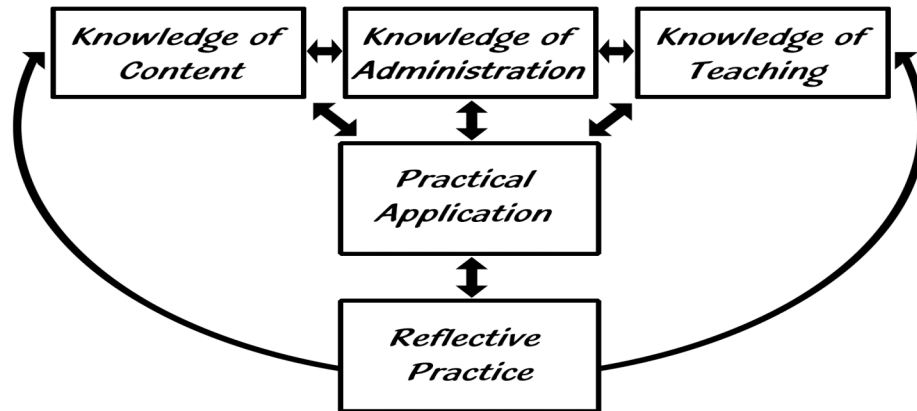 Knowledge of
Content
Knowledge of
Administration
Knowledge of
Teaching
Practical
Application
Reflective
Practice